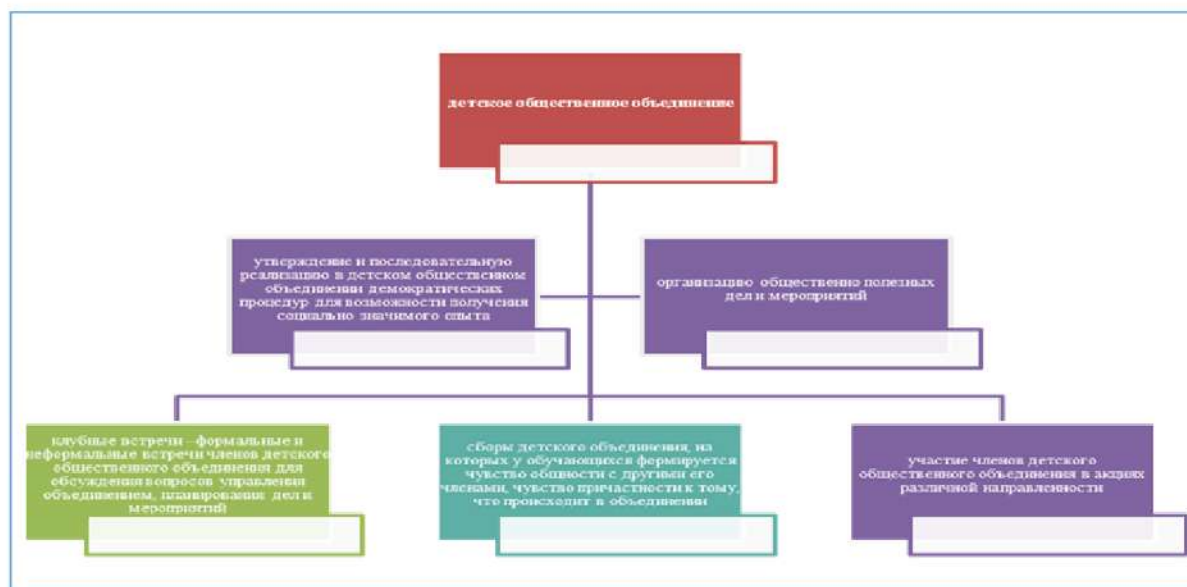 детское общественное объединение
утверждение и последовательную
реализацию в детском общественном
объединении демократических
процедур для возможности получения
социально значимого опыта
организацию общественно полезных
дел и мероприятий
клубные встречи – формальные и
неформальные встречи членов детского
общественного объединения для
обсуждения вопросов управления
объединением, планирования дел и
мероприятий
сборы детского объединения, на
которых у обучающихся формируется
чувство общности с другими его
членами, чувство причастности к тому,
что происходит в объединении
участие членов детского
общественного объединения в акциях
различной направленности